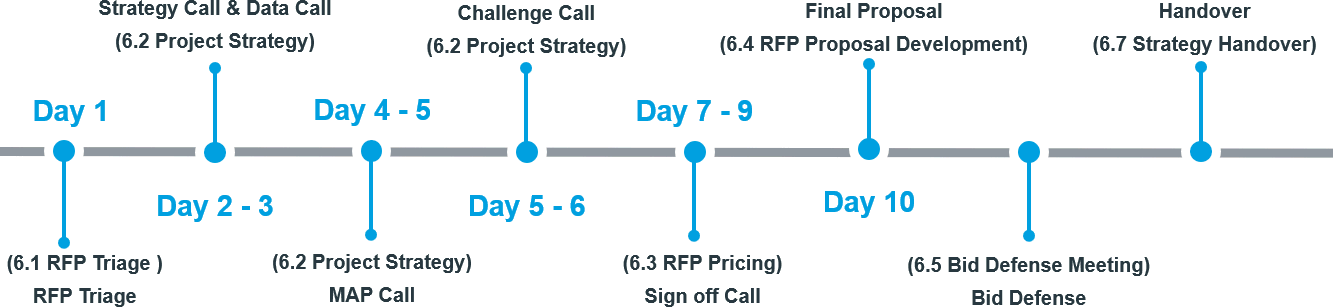 Strategy Call & Data Call
(6.2 Project Strategy)
Challenge Call
(6.2 Project Strategy)
Final Proposal
(6.4 RFP Proposal Development)
Handover
(6.7 Strategy Handover)
Day 1
Day 4 - 5
Day 7 - 9
Day 2 - 3
Day 5 - 6
Day 10
(6.1 RFP Triage )
RFP Triage
(6.2 Project Strategy)
MAP Call
(6.3 RFP Pricing)
Sign off Call
(6.5 Bid Defense Meeting)
Bid Defense